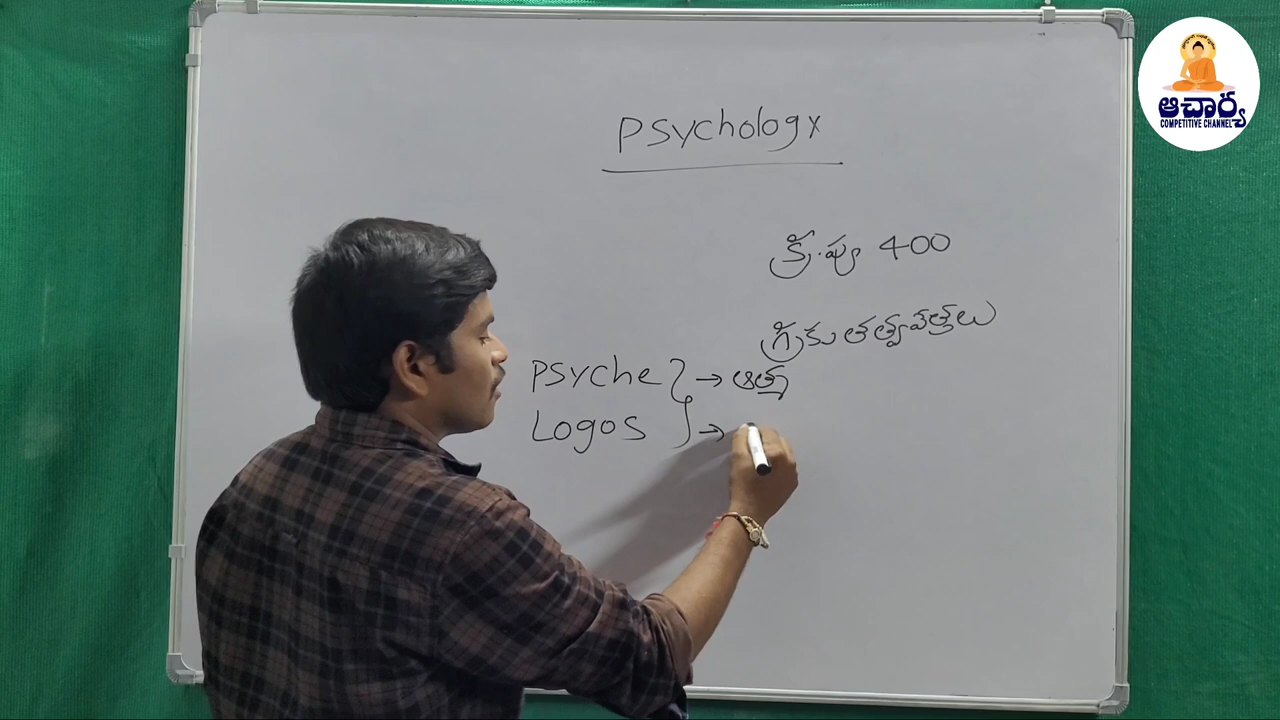 ఆచార్య
COMPETITIVE CHANNEL
Psychology
క్రీ.పూ 400
గ్రీకు తత్వవేత్తలు
Psyche } → ఆత్మ
Logos } →